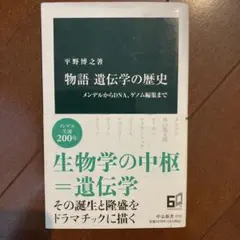 平野博之著
物語 遺伝学の歴史
メンデルからDNA、ゲノム編集まで
メンデル
生誕
200年
生物学の中枢
＝遺伝学
その誕生と隆盛を
ドラマチックに描く
中公新書